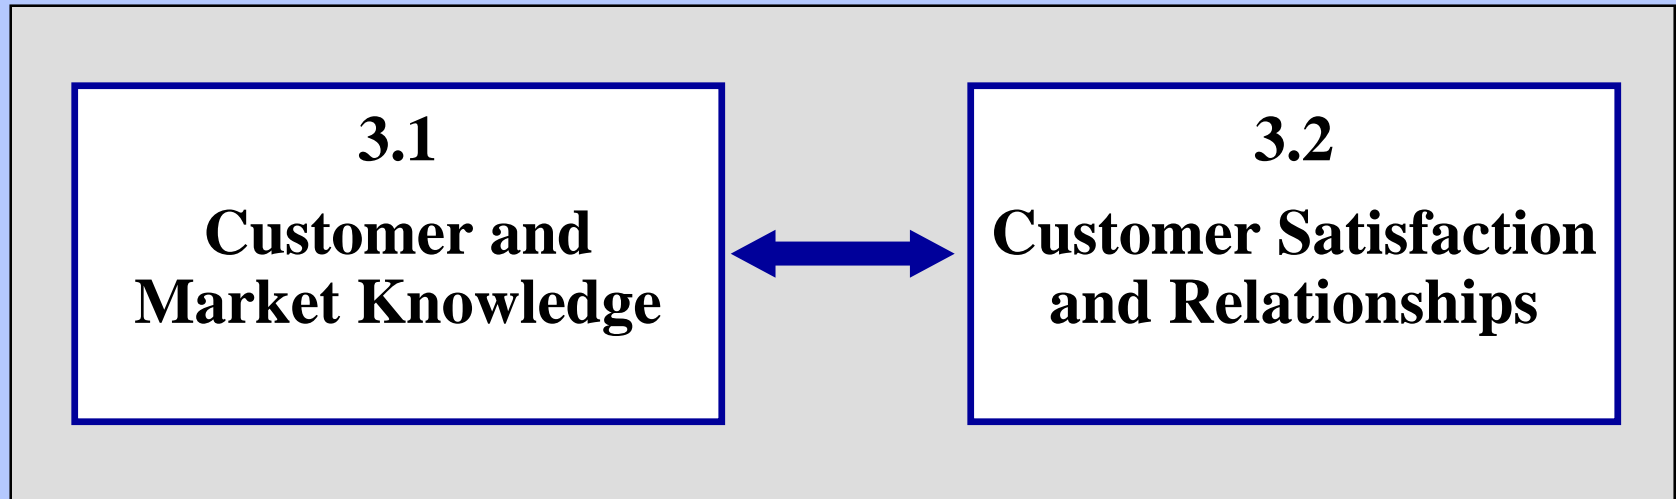 3.1
Customer and
Market Knowledge
3.2
Customer Satisfaction
and Relationships